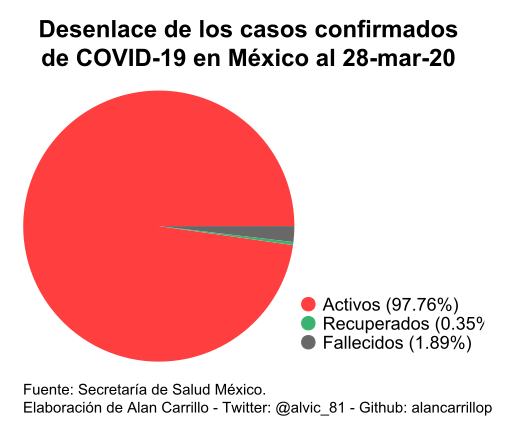 Desenlace de los casos confirmados
de COVID-19 en México al 28-mar-20
Activos (97.76%)
Recuperados (0.35%
Fallecidos (1.89%)
Fuente: Secretaría de Salud México.
Elaboración de Alan Carrillo - Twitter: @alvic_81 - Github: alancarrillop